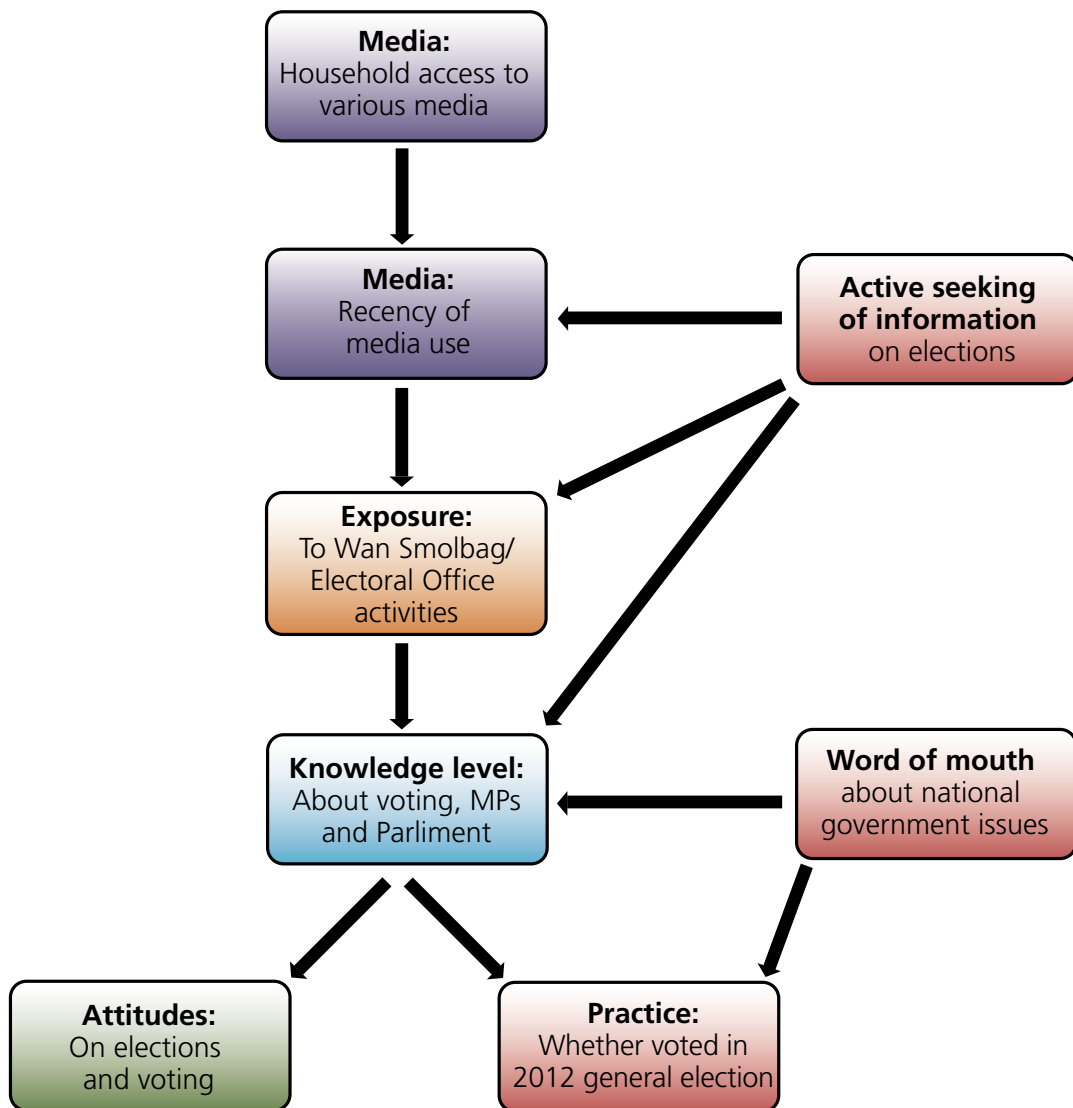 Media:
Household access to
various media
Media:
Recency of
media use
Active seeking
of information
on elections
Exposure:
To Wan Smolbag/
Electoral Office
activities
Knowledge level:
About voting, MPs
and Parliment
Word of mouth
about national
government issues
Attitudes:
On elections
and voting
Practice:
Whether voted in
2012 general election